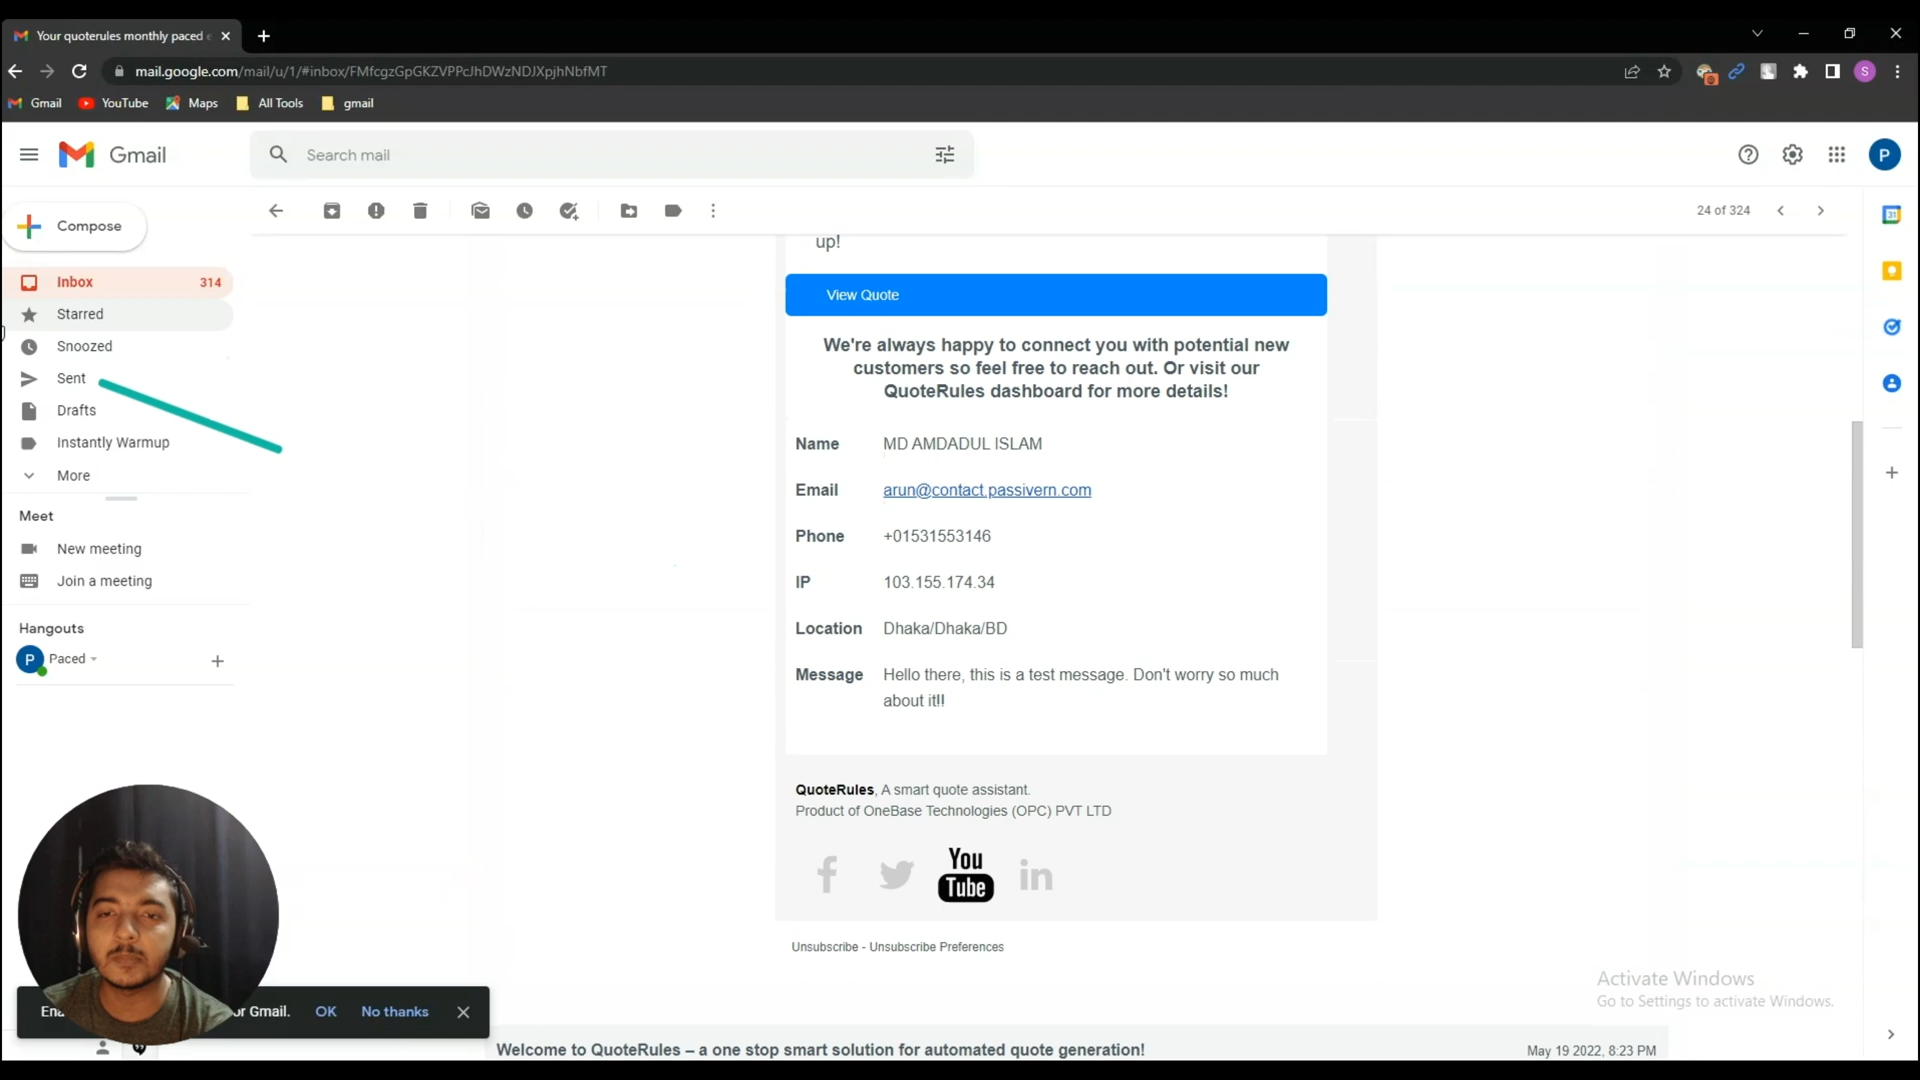 Your quoterules monthly paced e
mail.google.com/mail/u/1/#inbox/FMfcgzGpGKZVPPcJhDWzNDJXpjhNbfMT
S
Gmail YouTube Maps All Tools gmail
Gmail
Search mail
P
Compose
24 of 324
31
Inbox 314
Starred
Snoozed
Sent
Drafts
Instantly Warmup
More
Meet
New meeting
Join a meeting
Hangouts
P Paced
up!
View Quote
We're always happy to connect you with potential new
customers so feel free to reach out. Or visit our
QuoteRules dashboard for more details!
Name MD AMDADUL ISLAM
Email arun@contact.passivern.com
Phone +01531553146
IP 103.155.174.34
Location Dhaka/Dhaka/BD
Message Hello there, this is a test message. Don't worry so much
about it!!
QuoteRules, A smart quote assistant.
Product of OneBase Technologies (OPC) PVT LTD
f You Tube in
Unsubscribe - Unsubscribe Preferences
Activate Windows
Go to Settings to activate Windows.
or Gmail. OK No thanks
Welcome to QuoteRules – a one stop smart solution for automated quote generation! May 19 2022, 8:23 PM